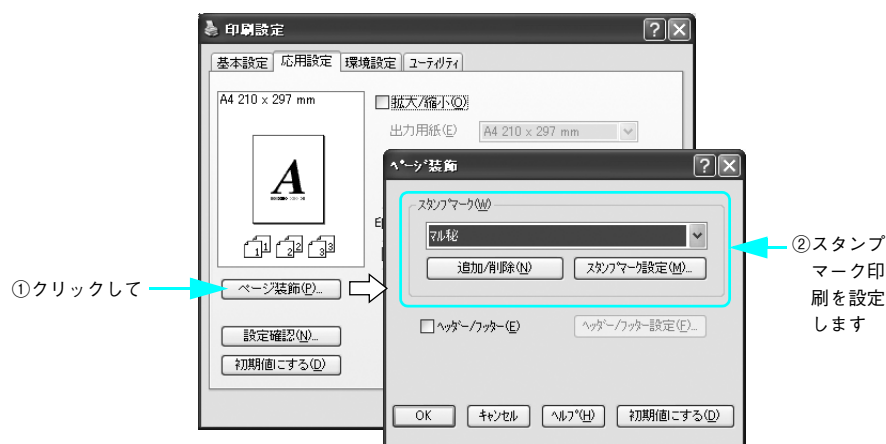 印刷設定
基本設定 応用設定 環境設定 ユーティリティ
A4 210 x 297 mm
拡大/縮小(O)
出力用紙(E) A4 210 x 297 mm
A
1 1 2 2 3 3
ページ装飾(P)...
設定確認(N)...
初期値にする(D)
①クリックして
ページ装飾
スタンプマーク(W)
マル秘
追加/削除(N) スタンプマーク設定(M)...
ヘッダー/フッター(E) ヘッダー/フッター設定(F)...
OK キャンセル ヘルプ(H) 初期値にする(D)
②スタンプ
マーク印
刷を設定
します